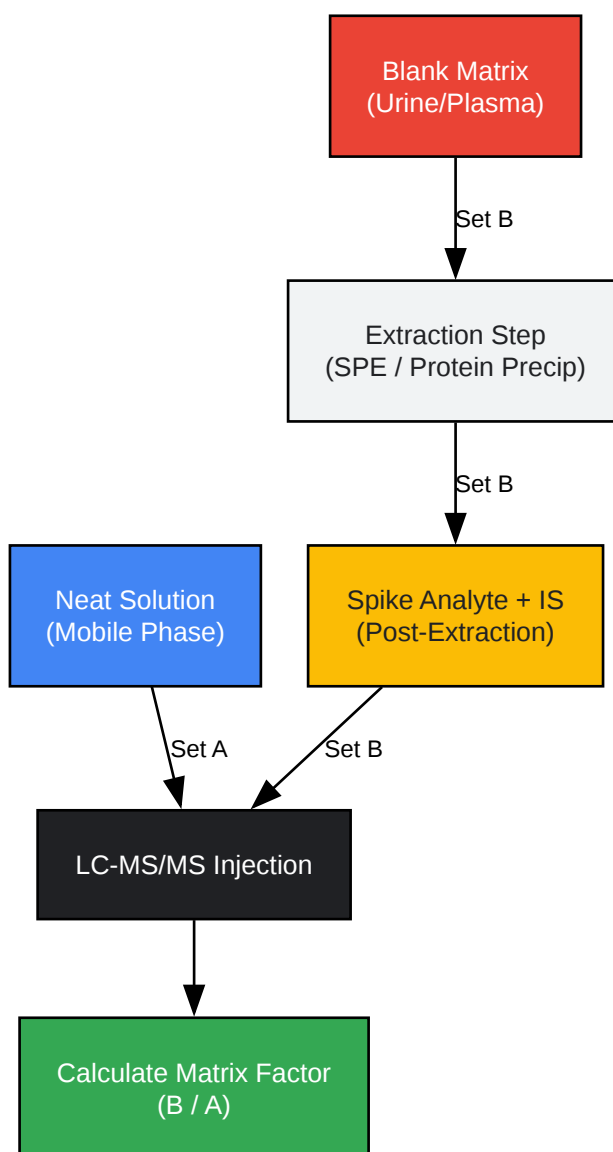 Blank Matrix
(Urine/Plasma)
Set B
Extraction Step
(SPE / Protein Precip)
Set B
Neat Solution
(Mobile Phase)
Spike Analyte + IS
(Post-Extraction)
Set A
Set B
LC-MS/MS Injection
Calculate Matrix Factor
(B / A)